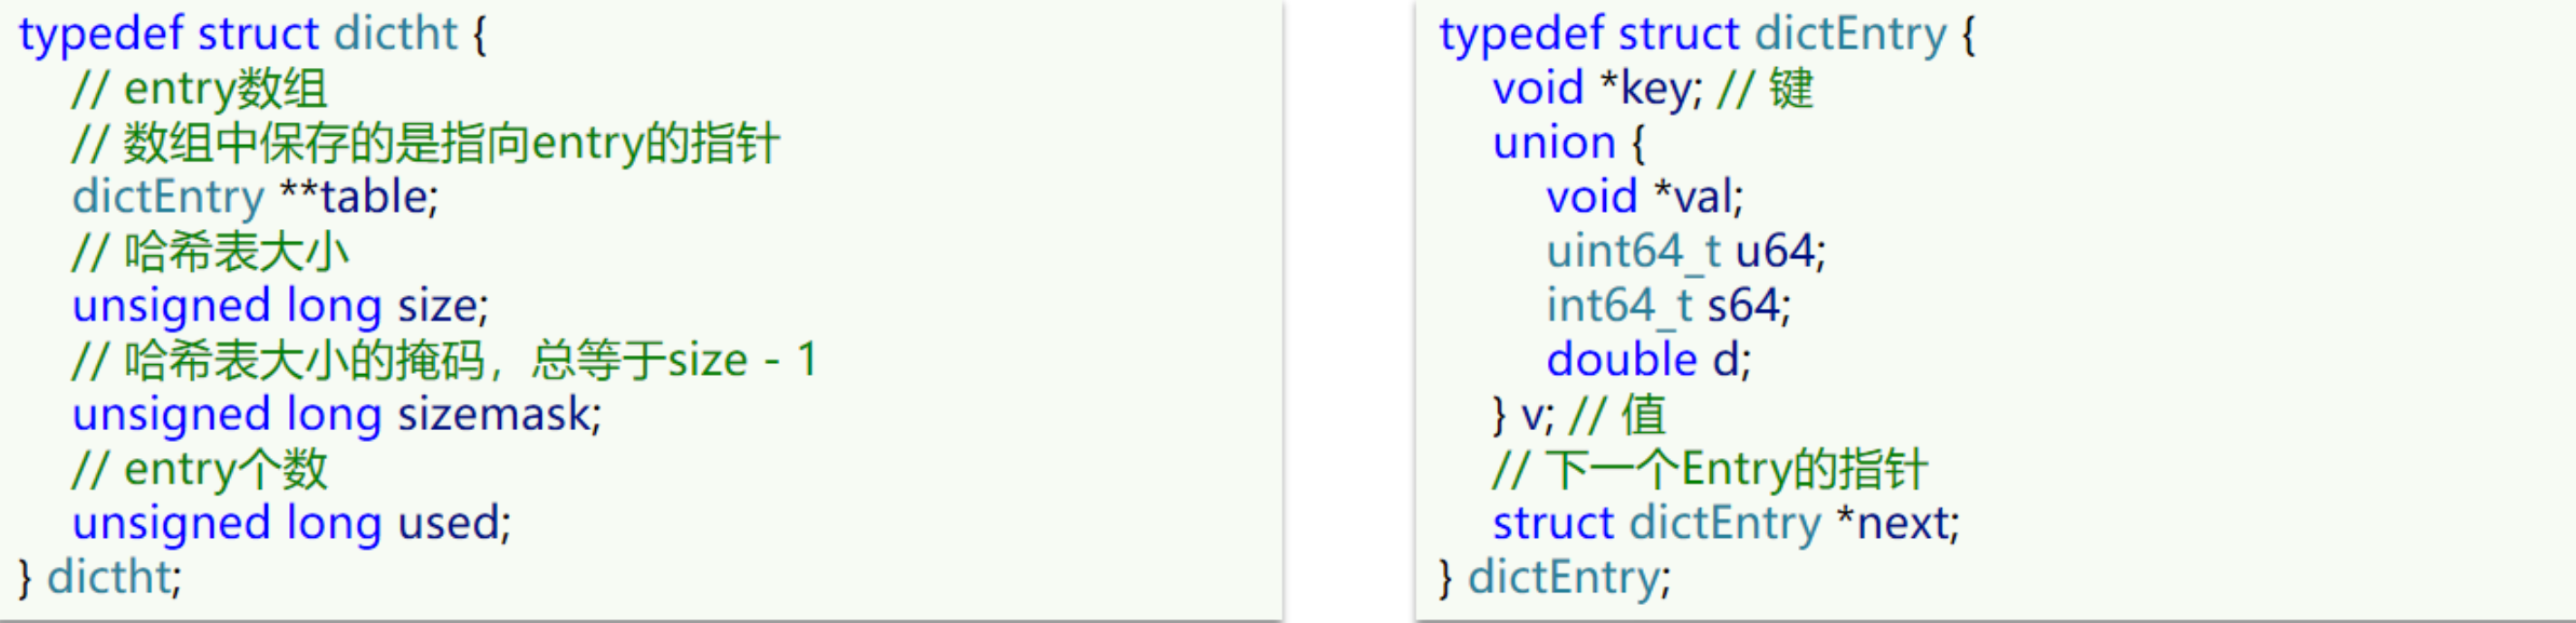 typedef struct dictht {
// entry数组
// 数组中保存的是指向entry的指针
dictEntry **table;
// 哈希表大小
unsigned long size;
// 哈希表大小的掩码，总等于size - 1
unsigned long sizemask;
// entry个数
unsigned long used;
} dictht;
typedef struct dictEntry {
void *key; // 键
union {
void *val;
uint64_t u64;
int64_t s64;
double d;
} v; // 值
// 下一个Entry的指针
struct dictEntry *next;
} dictEntry;